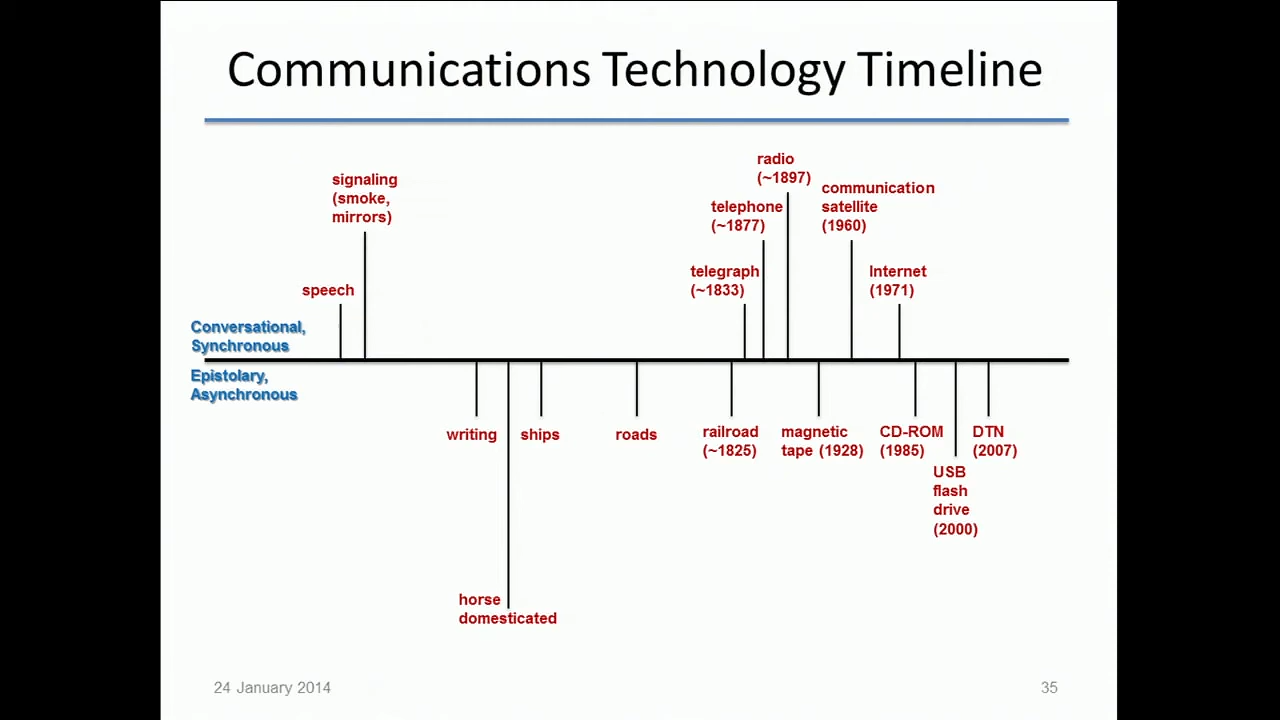 Communications Technology Timeline
radio
(~1897)
signaling
(smoke,
mirrors)
communication
satellite
(1960)
telephone
(~1877)
telegraph
(~1833)
Internet
(1971)
speech
Conversational,
Synchronous
Epistolary,
Asynchronous
writing
ships
roads
railroad
(~1825)
magnetic
tape (1928)
CD-ROM
(1985)
DTN
(2007)
USB
flash
drive
(2000)
horse
domesticated
24 January 2014
35